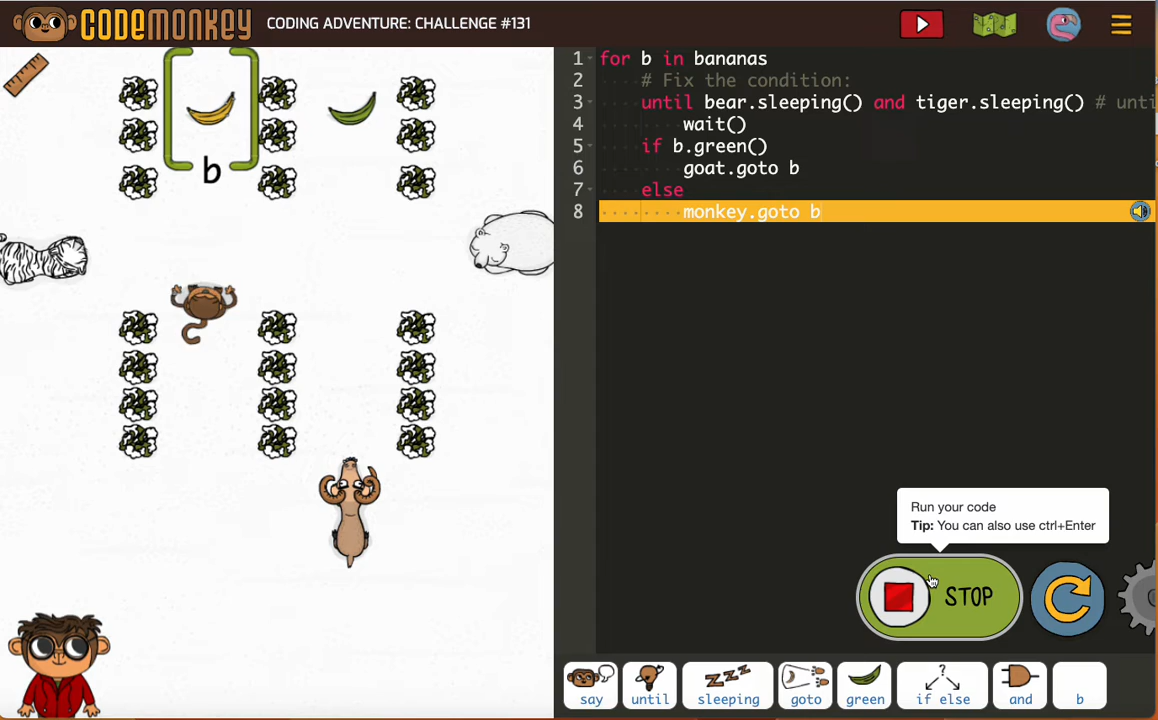 CODEMONKEY CODING ADVENTURE: CHALLENGE #131
b
1 for b in bananas
2 # Fix the condition:
3 until bear.sleeping() and tiger.sleeping() # unti
4 wait()
5 if b.green()
6 goat.goto b
7 else
8 monkey.goto b
Run your code
Tip: You can also use ctrl+Enter
STOP
say until sleeping goto green if else and b